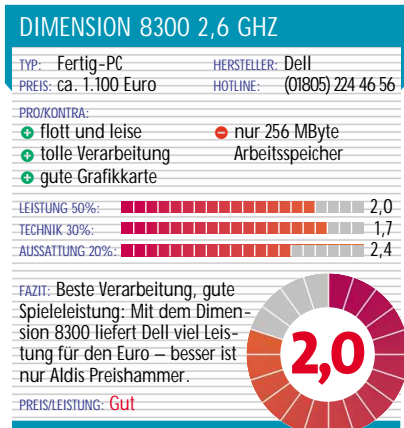 DIMENSION 8300 2,6 GHZ
TYP: Fertig-PC HERSTELLER: Dell
PREIS: ca. 1.100 Euro HOTLINE: (01805) 224 46 56
PRO/KONTRA:
flott und leise
tolle Verarbeitung
gute Grafikkarte
nur 256 MByte
Arbeitsspeicher
LEISTUNG 50%: 2,0
TECHNIK 30%: 1,7
AUSSATTUNG 20%: 2,4
FAZIT: Beste Verarbeitung, gute
Spieleleistung: Mit dem Dimen-
sion 8300 liefert Dell viel Leis-
tung für den Euro – besser ist
nur Aldis Preishammer.
PREIS/LEISTUNG: Gut
2,0